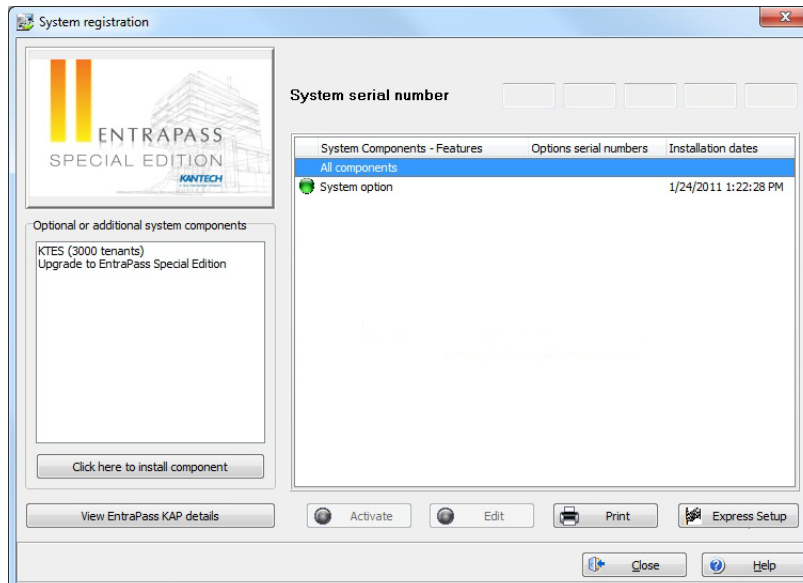 System registration
ENTRAPASS
SPECIAL EDITION
KANTECH
System serial number
System Components - Features Options serial numbers Installation dates
All components
System option 1/24/2011 1:22:28 PM
Optional or additional system components
KTES (3000 tenants)
Upgrade to EntraPass Special Edition
Click here to install component
View EntraPass KAP details
Activate Edit Print Express Setup
Close Help